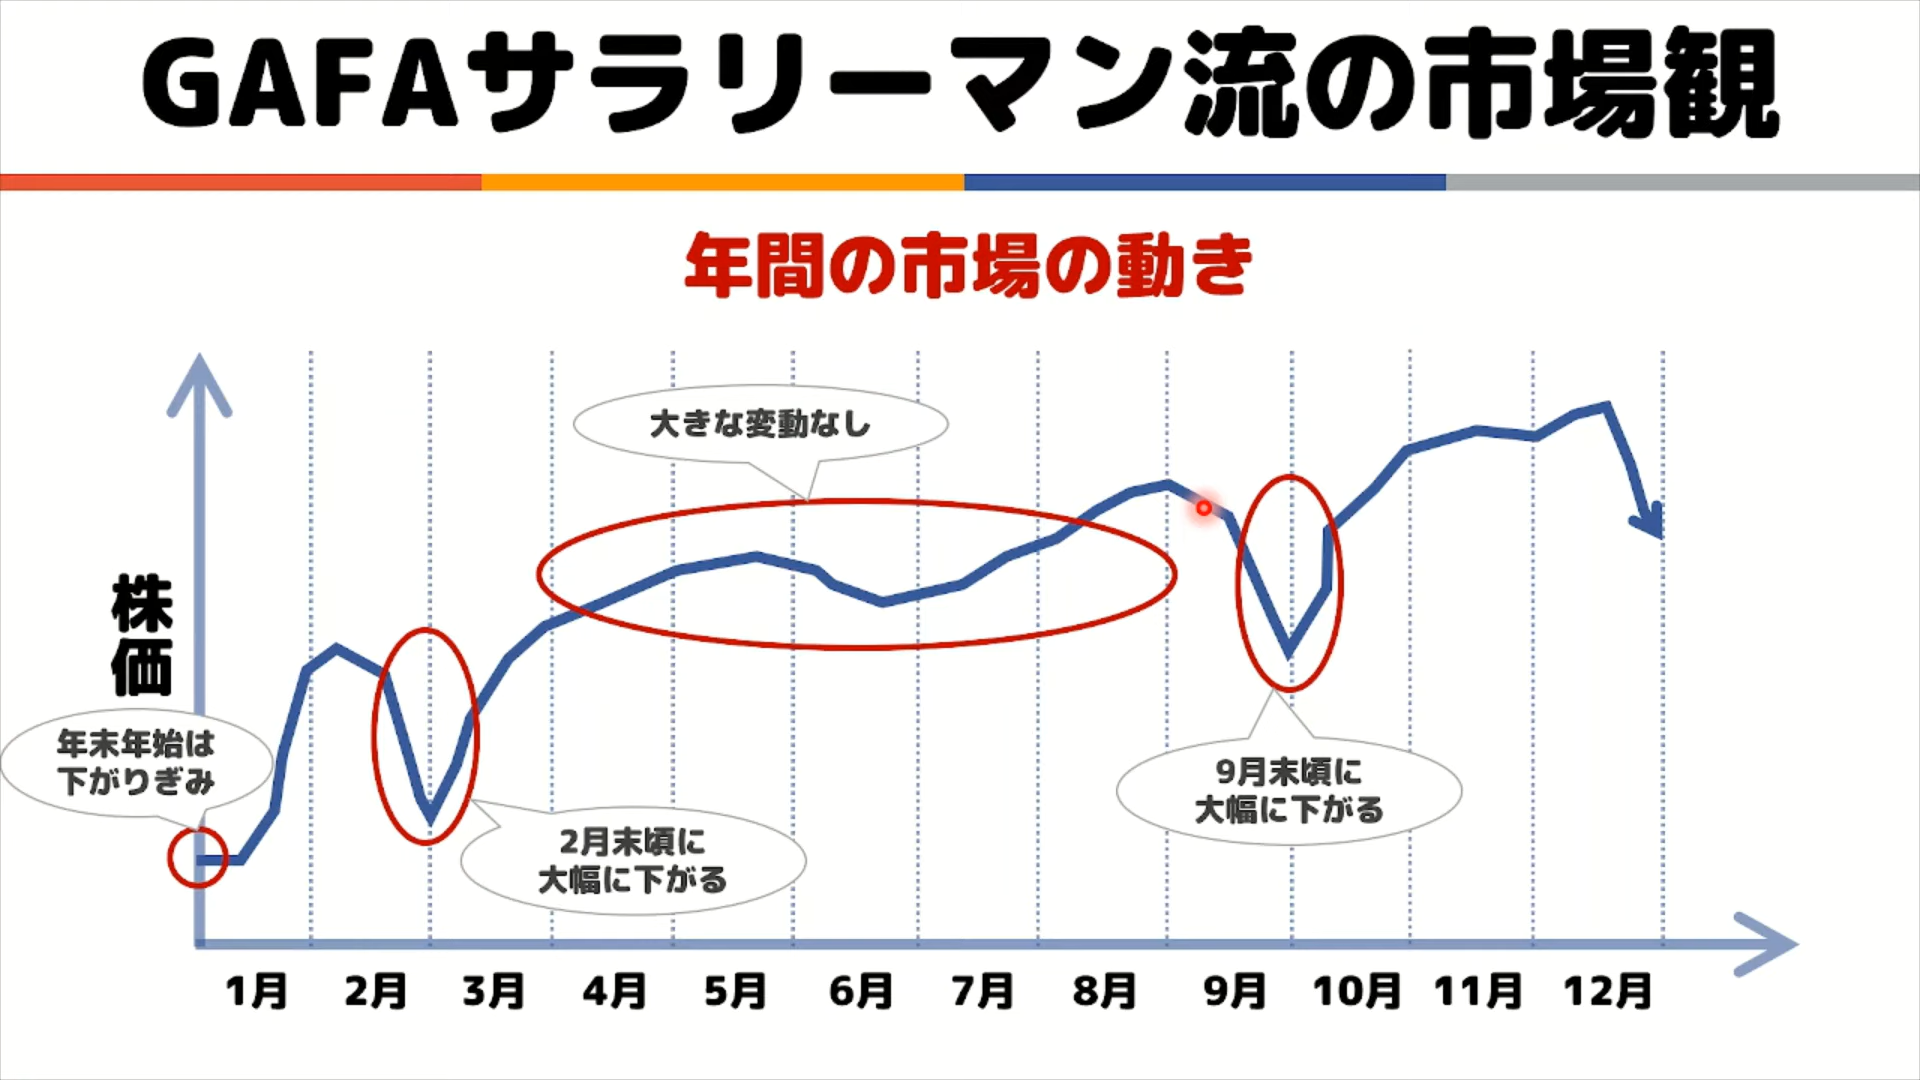 GAFAサラリーマン流の市場観
年間の市場の動き
大きな変動なし
株価
年末年始は
下がりぎみ
2月末頃に
大幅に下がる
9月末頃に
大幅に下がる
1月 2月 3月 4月 5月 6月 7月 8月 9月 10月 11月 12月